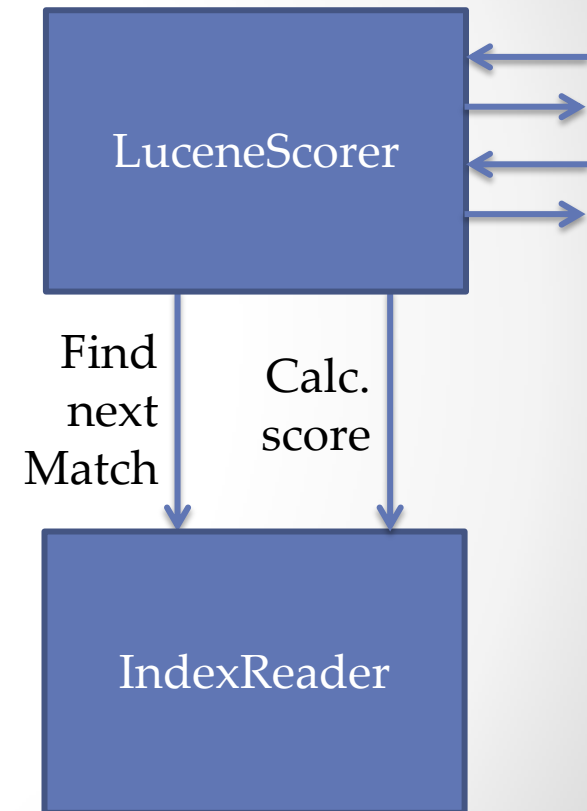 LuceneScorer
Find
next
Match
Calc.
score
IndexReader